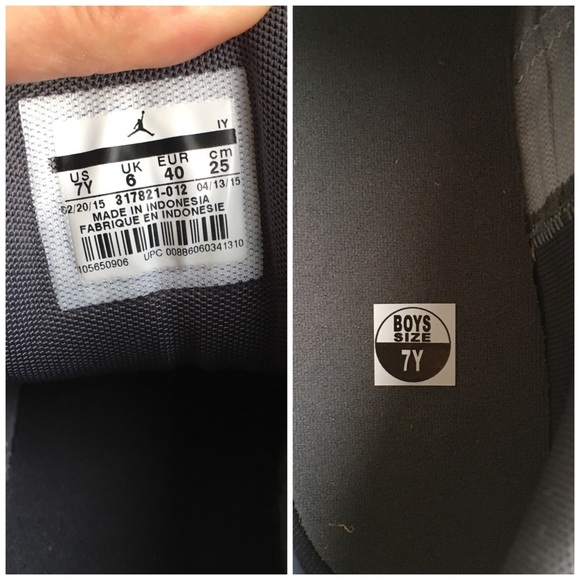 IY
US UK EUR cm
7Y 6 40 25
02/20/15 317821-012 04/13/15
MADE IN INDONESIA
FABRIQUE EN INDONESIE
105650906 UPC 00886060341310
BOYS
SIZE
7Y